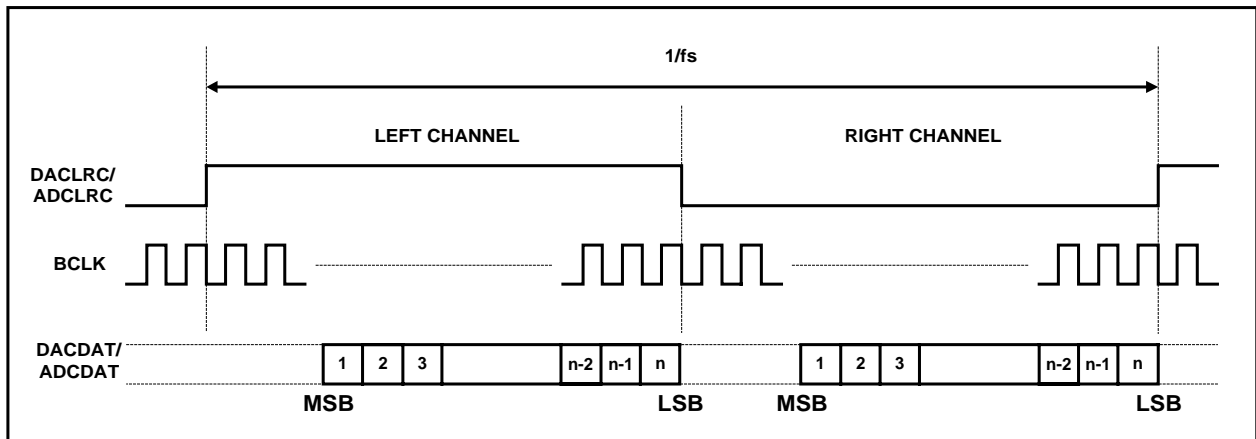 1/fs
LEFT CHANNEL RIGHT CHANNEL
DACLRC/
ADCLRC
BCLK
DACDAT/
ADCDAT
1 2 3 n-2 n-1 n 1 2 3 n-2 n-1 n
MSB LSB MSB LSB